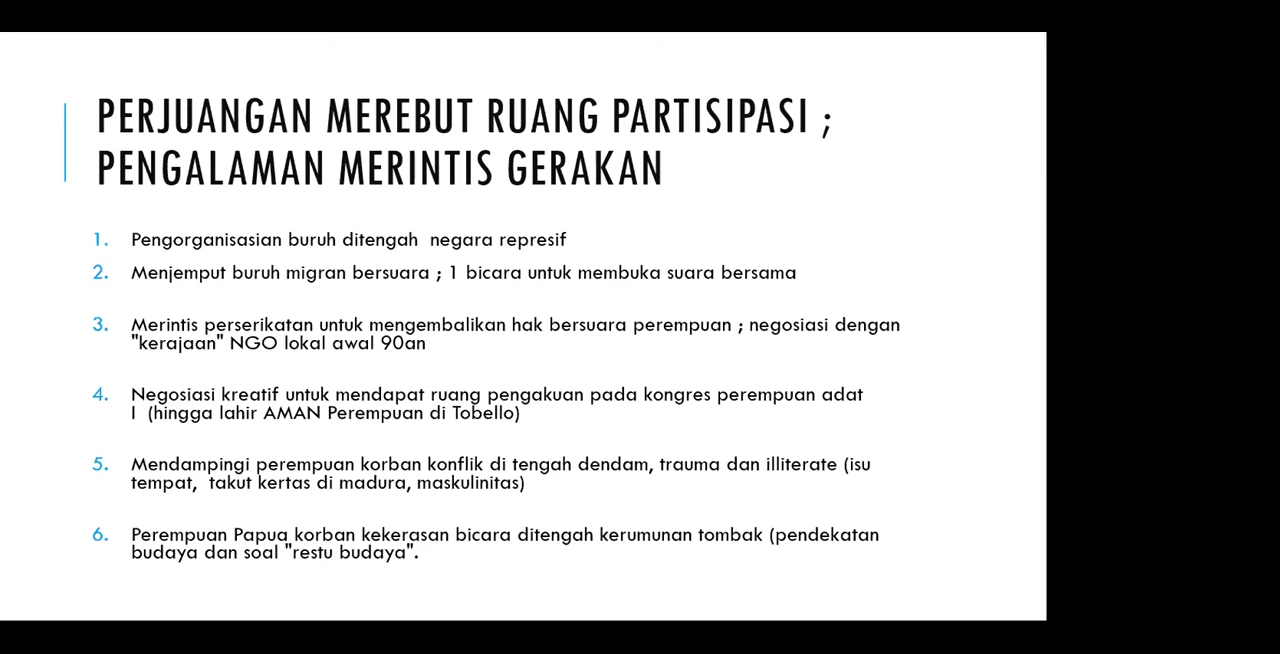 PERJUANGAN MEREBUT RUANG PARTISIPASI ;
PENGALAMAN MERINTIS GERAKAN
1. Pengorganisasian buruh ditengah negara represif
2. Menjemput buruh migran bersuara ; 1 bicara untuk membuka suara bersama
3. Merintis perserikatan untuk mengembalikan hak bersuara perempuan ; negosiasi dengan
"kerajaan" NGO lokal awal 90an
4. Negosiasi kreatif untuk mendapat ruang pengakuan pada kongres perempuan adat
I (hingga lahir AMAN Perempuan di Tobello)
5. Mendampingi perempuan korban konflik di tengah dendam, trauma dan illiterate (isu
tempat, takut kertas di madura, maskulinitas)
6. Perempuan Papua korban kekerasan bicara ditengah kerumunan tombak (pendekatan
budaya dan soal "restu budaya".